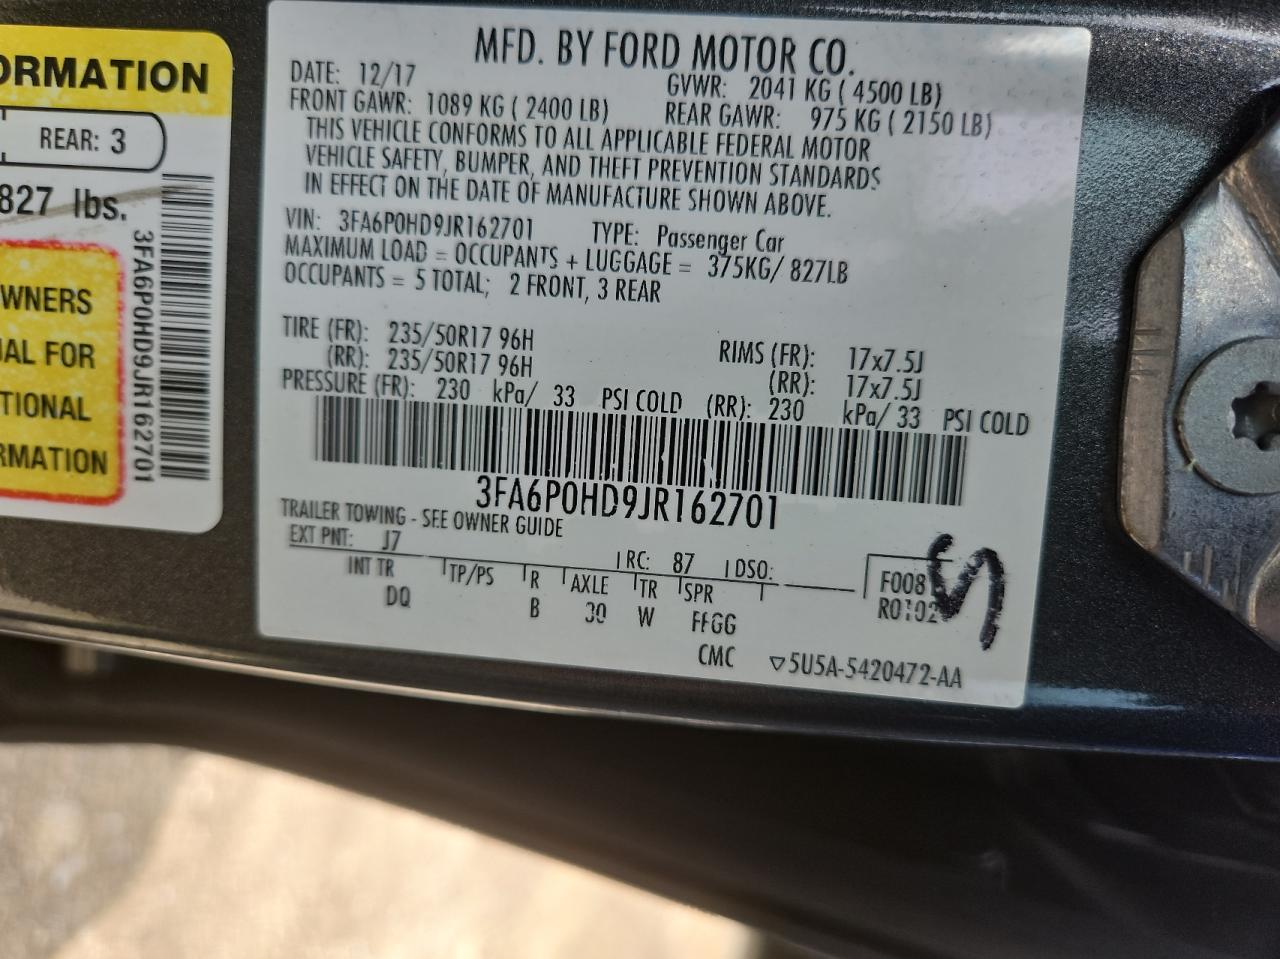 ORMATION
REAR: 3
827 lbs.
WNERS
AL FOR
TIONAL
RMATION
3FA6P0HD9JR162701
MFD. BY FORD MOTOR CO.
DATE: 12/17 GVWR: 2041 KG ( 4500 LB)
FRONT GAWR: 1089 KG ( 2400 LB) REAR GAWR: 975 KG ( 2150 LB)
THIS VEHICLE CONFORMS TO ALL APPLICABLE FEDERAL MOTOR
VEHICLE SAFETY, BUMPER, AND THEFT PREVENTION STANDARDS
IN EFFECT ON THE DATE OF MANUFACTURE SHOWN ABOVE.
VIN: 3FA6P0HD9JR162701 TYPE: Passenger Car
MAXIMUM LOAD = OCCUPANTS + LUGGAGE = 375KG/ 827LB
OCCUPANTS = 5 TOTAL; 2 FRONT, 3 REAR
TIRE (FR): 235/50R17 96H RIMS (FR): 17x7.5J
(RR): 235/50R17 96H (RR): 17x7.5J
PRESSURE (FR): 230 kPa/ 33 PSI COLD (RR): 230 kPa/ 33 PSI COLD
3FA6P0HD9JR162701
TRAILER TOWING - SEE OWNER GUIDE
EXT PNT: J7 RC: 87 DSO:
INT TR TP/PS R AXLE TR SPR F0085
DQ B 30 W FFGG R0102
CMC ▽5U5A-5420472-AA